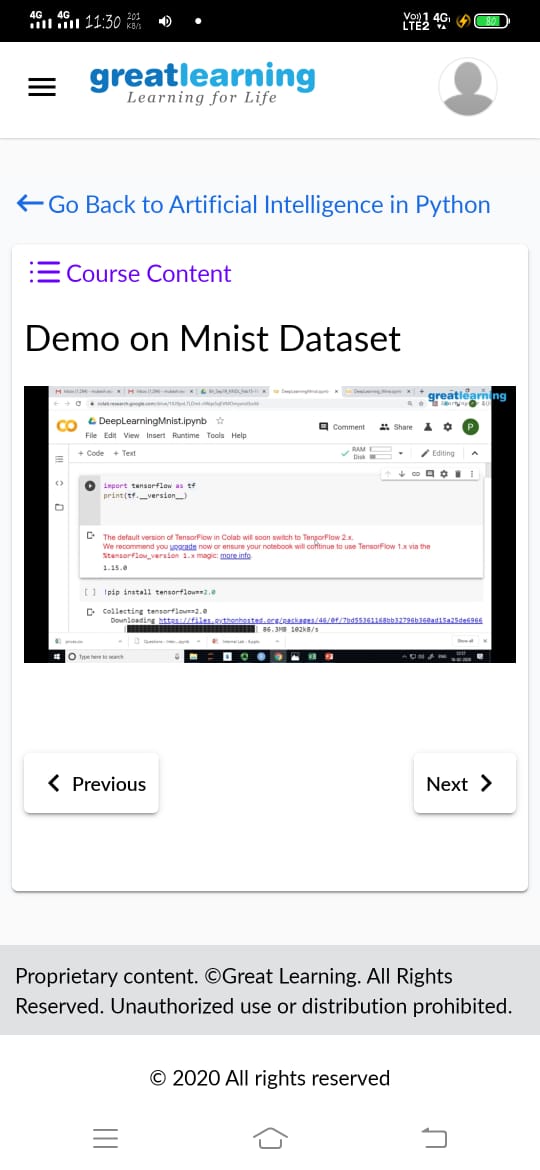 4G 4G 11:30 201 KB/s Vo)) 1 4G LTE2 80
greatlearning
Learning for Life
Go Back to Artificial Intelligence in Python
Course Content
Demo on Mnist Dataset
greatlearning
DeepLearningMnist.ipynb
Comment Share P
File Edit View Insert Runtime Tools Help
+ Code + Text
RAM
Disk
Editing
import tensorflow as tf
print(tf.__version__)
The default version of TensorFlow in Colab will soon switch to TensorFlow 2.x.
We recommend you upgrade now or ensure your notebook will continue to use TensorFlow 1.x via the
%tensorflow_version 1.x magic: more info.
1.15.0
[ ] !pip install tensorflow==2.0
Collecting tensorflow==2.0
Downloading https://files.pythonhosted.org/packages/46/0f/7bd55361168bb32796b360ad15a25de6966
86.3MB 102kB/s
Show all
Type here to search
Previous
Next
Proprietary content. ©Great Learning. All Rights
Reserved. Unauthorized use or distribution prohibited.
© 2020 All rights reserved